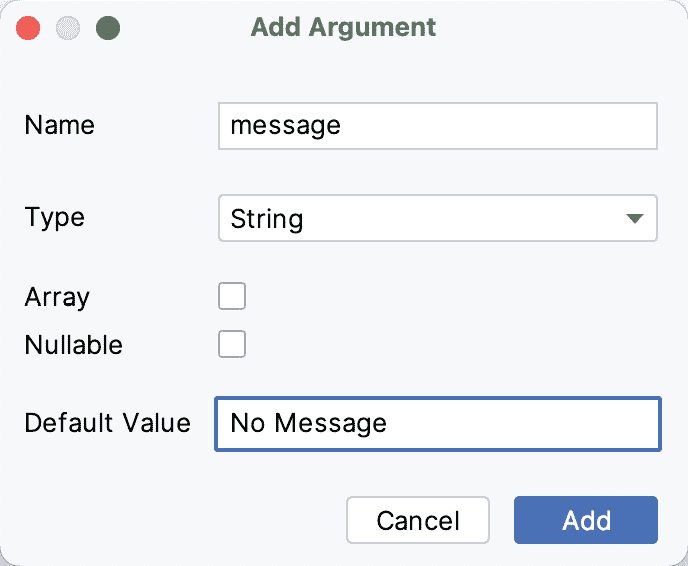 Add Argument
Name message
Type String
Array
Nullable
Default Value No Message
Cancel Add